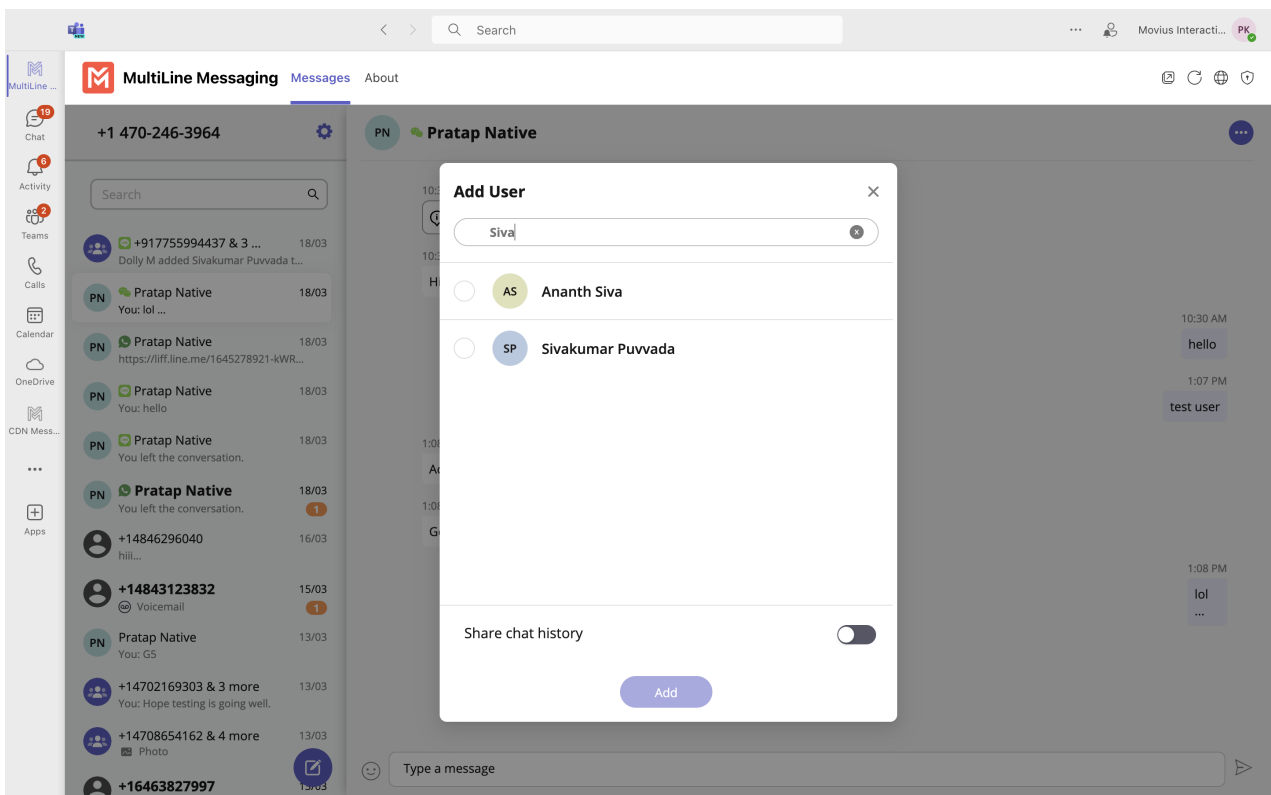 NEW
Search
Movius Interacti...
PK
MultiLine ...
MultiLine Messaging
Messages
About
19
Chat
6
Activity
2
Teams
Calls
Calendar
OneDrive
CDN Mess...
Apps
+1 470-246-3964
Search
+917755994437 & 3 ...
18/03
Dolly M added Sivakumar Puvvada t...
PN
Pratap Native
18/03
You: lol ...
PN
Pratap Native
18/03
https://liff.line.me/1645278921-kWR...
PN
Pratap Native
18/03
You: hello
PN
Pratap Native
18/03
You left the conversation.
PN
Pratap Native
18/03
You left the conversation.
1
+14846296040
16/03
hiii...
+14843123832
15/03
Voicemail
1
PN
Pratap Native
13/03
You: G5
+14702169303 & 3 more
13/03
You: Hope testing is going well.
+14708654162 & 4 more
13/03
Photo
+16463827997
PN
Pratap Native
Add User
Siva
AS
Ananth Siva
SP
Sivakumar Puvvada
Share chat history
Add
10:30 AM
hello
1:07 PM
test user
1:08 PM
lol
...
Type a message